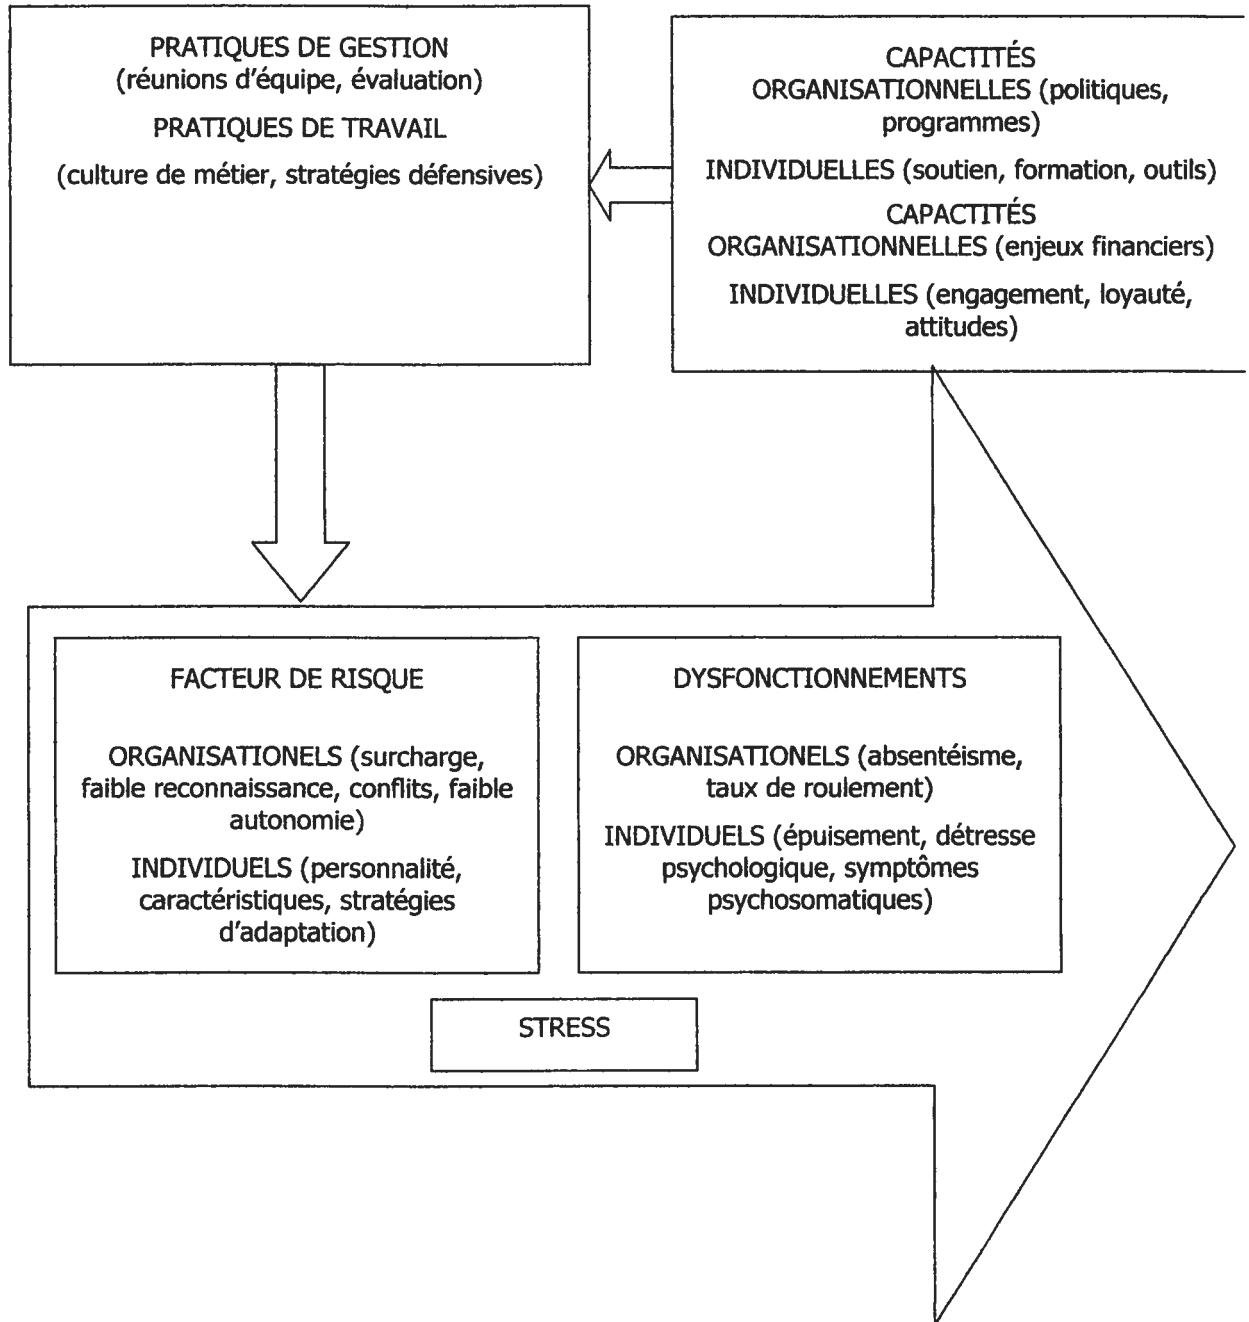 PRATIQUES DE GESTION
(réunions d'équipe, évaluation)
PRATIQUES DE TRAVAIL
(culture de métier, stratégies défensives)
CAPACTITÉS
ORGANISATIONNELLES (politiques,
programmes)
INDIVIDUELLES (soutien, formation, outils)
CAPACTITÉS
ORGANISATIONNELLES (enjeux financiers)
INDIVIDUELLES (engagement, loyauté,
attitudes)
FACTEUR DE RISQUE
ORGANISATIONELS (surcharge,
faible reconnaissance, conflits, faible
autonomie)
INDIVIDUELS (personnalité,
caractéristiques, stratégies
d'adaptation)
DYSFONCTIONNEMENTS
ORGANISATIONELS (absentéisme,
taux de roulement)
INDIVIDUELS (épuisement, détresse
psychologique, symptômes
psychosomatiques)
STRESS